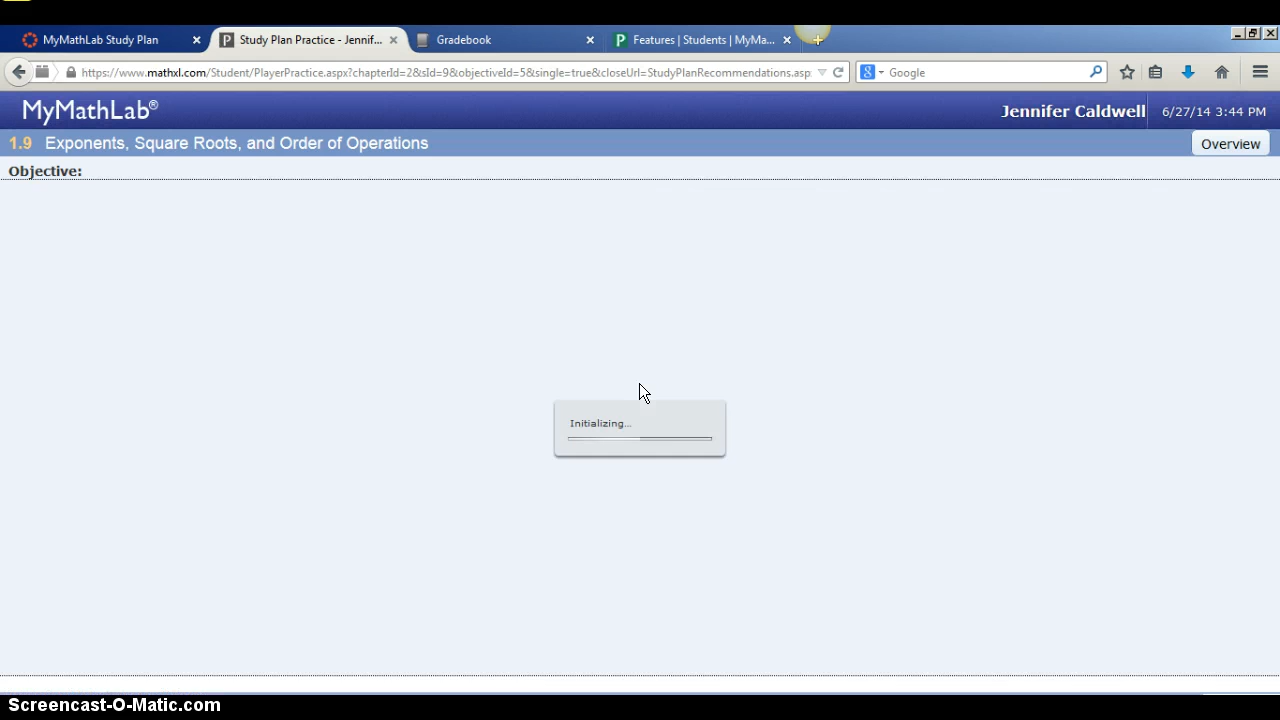 MyMathLab Study Plan
Study Plan Practice - Jennif...
Gradebook
Features | Students | MyMa...
https://www.mathxl.com/Student/PlayerPractice.aspx?chapterId=2&sId=9&objectiveId=5&single=true&closeUrl=StudyPlanRecommendations.asp
Google
MyMathLab®
Jennifer Caldwell
6/27/14 3:44 PM
1.9 Exponents, Square Roots, and Order of Operations
Overview
Objective:
Initializing...
Screencast-O-Matic.com